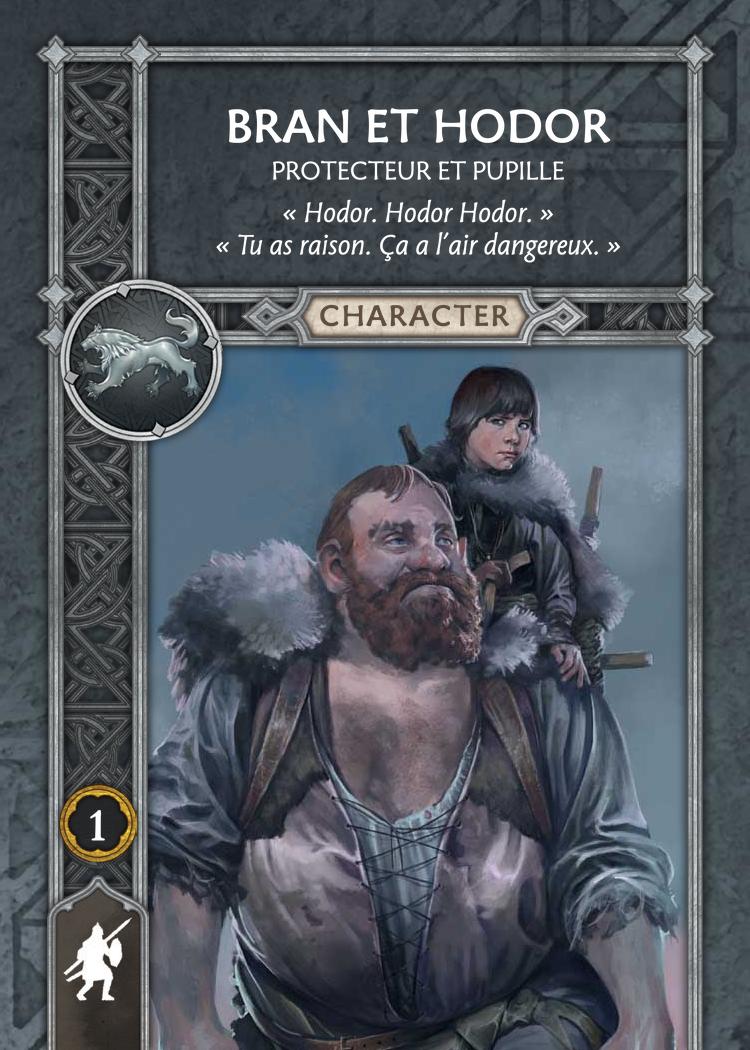 BRAN ET HODOR
PROTECTEUR ET PUPILLE
« Hodor. Hodor Hodor. »
« Tu as raison. Ça a l'air dangereux. »
CHARACTER
1